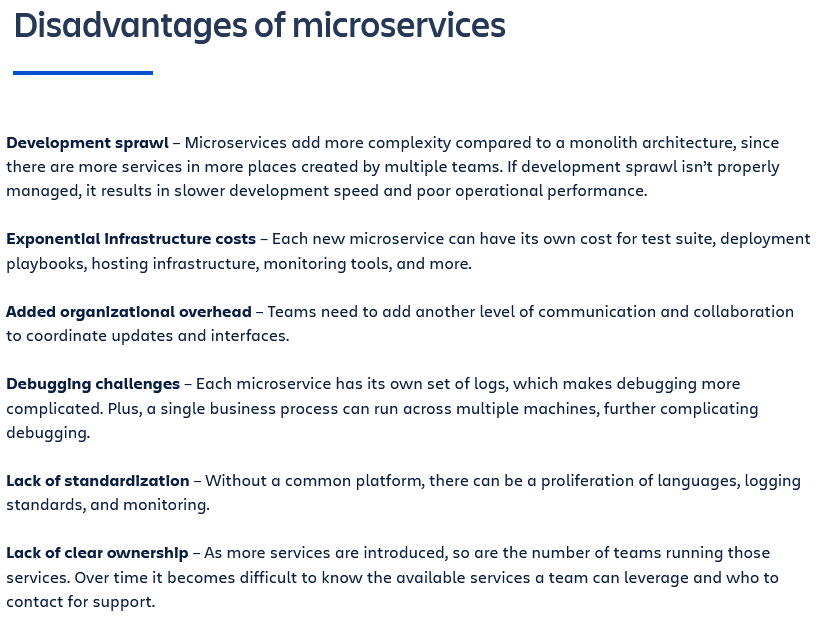 Disadvantages of microservices
Development sprawl – Microservices add more complexity compared to a monolith architecture, since
there are more services in more places created by multiple teams. If development sprawl isn’t properly
managed, it results in slower development speed and poor operational performance.
Exponential infrastructure costs – Each new microservice can have its own cost for test suite, deployment
playbooks, hosting infrastructure, monitoring tools, and more.
Added organizational overhead – Teams need to add another level of communication and collaboration
to coordinate updates and interfaces.
Debugging challenges – Each microservice has its own set of logs, which makes debugging more
complicated. Plus, a single business process can run across multiple machines, further complicating
debugging.
Lack of standardization – Without a common platform, there can be a proliferation of languages, logging
standards, and monitoring.
Lack of clear ownership – As more services are introduced, so are the number of teams running those
services. Over time it becomes difficult to know the available services a team can leverage and who to
contact for support.